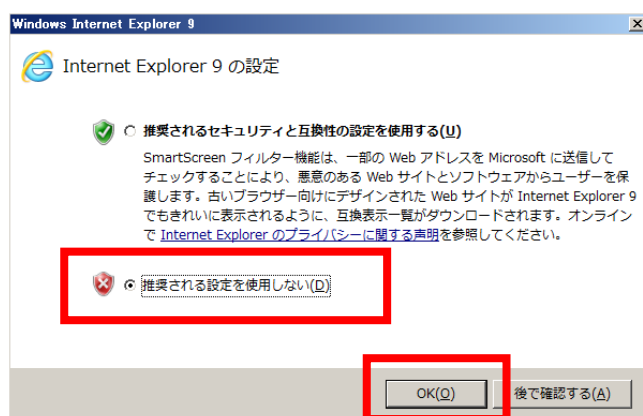 Windows Internet Explorer 9
Internet Explorer 9 の設定
推奨されるセキュリティと互換性の設定を使用する(U)
SmartScreen フィルター機能は、一部の Web アドレスを Microsoft に送信して
チェックすることにより、悪意のある Web サイトとソフトウェアからユーザーを保
護します。古いブラウザー向けにデザインされた Web サイトが Internet Explorer 9
でもきれいに表示されるように、互換表示一覧がダウンロードされます。オンライン
で Internet Explorer のプライバシーに関する声明を参照してください。
推奨される設定を使用しない(D)
OK(O)
後で確認する(A)